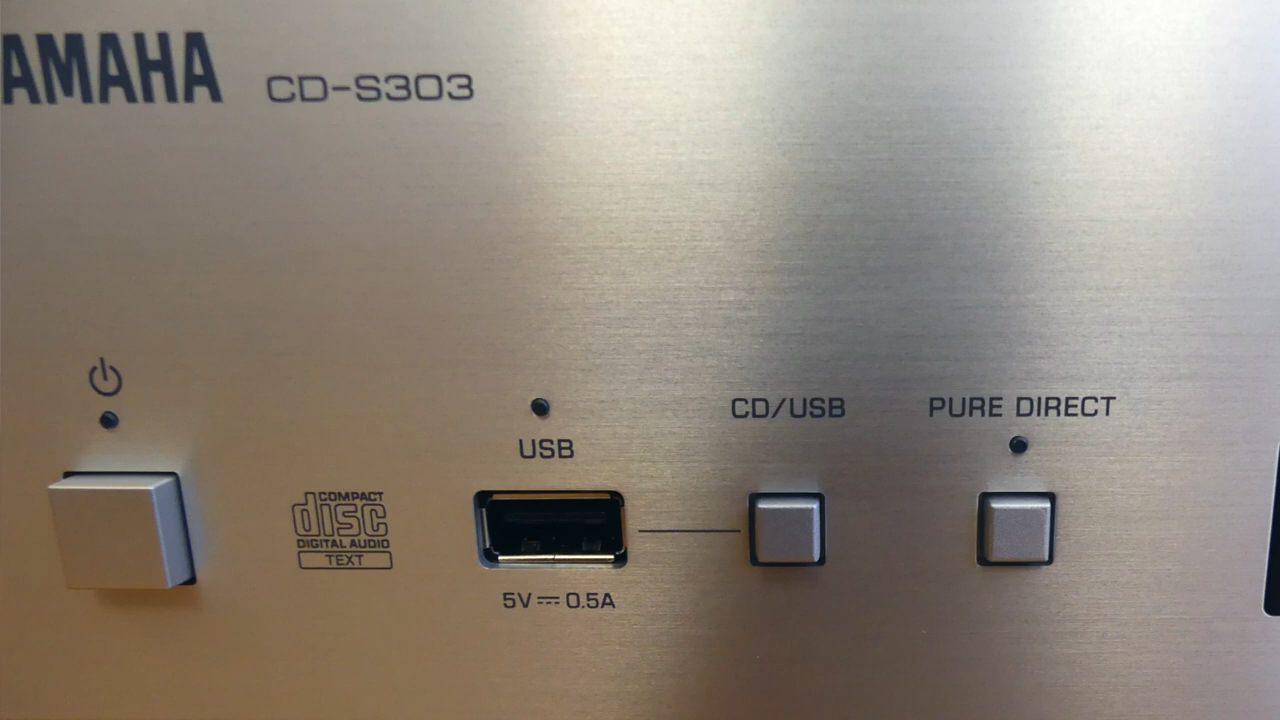 AMAHA CD-S303
CD/USB PURE DIRECT
USB
COMPACT
disc
DIGITAL AUDIO
TEXT
5V ⎓ 0.5A